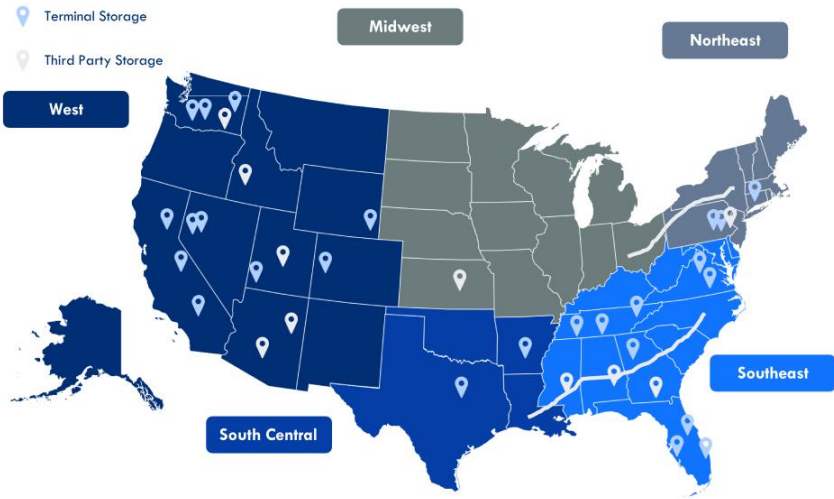 Terminal Storage
Midwest
Northeast
Third Party Storage
West
Southeast
South Central